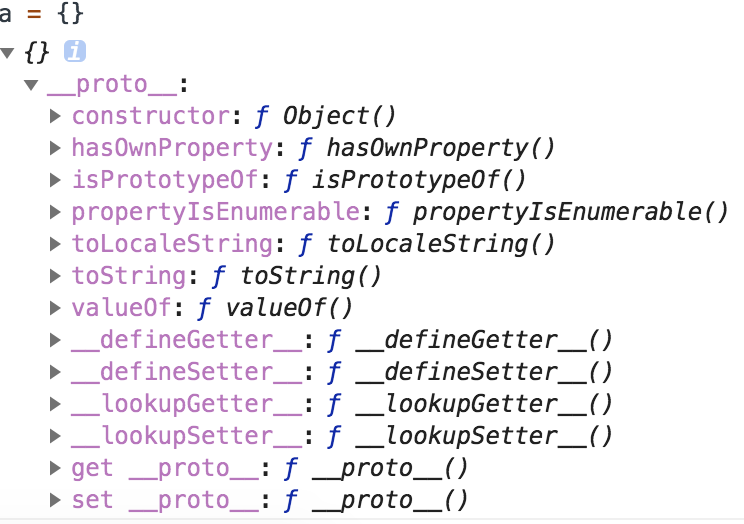 a = {}
▼ {} i
▼ __proto__:
▶ constructor: ƒ Object()
▶ hasOwnProperty: ƒ hasOwnProperty()
▶ isPrototypeOf: ƒ isPrototypeOf()
▶ propertyIsEnumerable: ƒ propertyIsEnumerable()
▶ toLocaleString: ƒ toLocaleString()
▶ toString: ƒ toString()
▶ valueOf: ƒ valueOf()
▶ __defineGetter__: ƒ __defineGetter__()
▶ __defineSetter__: ƒ __defineSetter__()
▶ __lookupGetter__: ƒ __lookupGetter__()
▶ __lookupSetter__: ƒ __lookupSetter__()
▶ get __proto__: ƒ __proto__()
▶ set __proto__: ƒ __proto__()